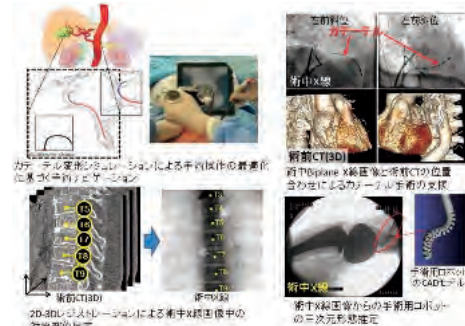 カテーテル変形シミュレーションによる手術操作の最適化
に基づく手術ナビゲーション
左前斜位
右前斜位
カテーテル
術中X線
術前CT(3D)
術中Biplane X線画像と術前CTの位置
合わせによるカテーテル手術の支援
T5
T6
T7
T8
T9
術前CT(3D)
T5
T6
T7
T8
術中X線
2D-3Dレジストレーションによる術中X線画像中の
術中X線
手術用ロボット
のCADモデル
術中X線画像からの手術用ロボット
の三次元形態推定